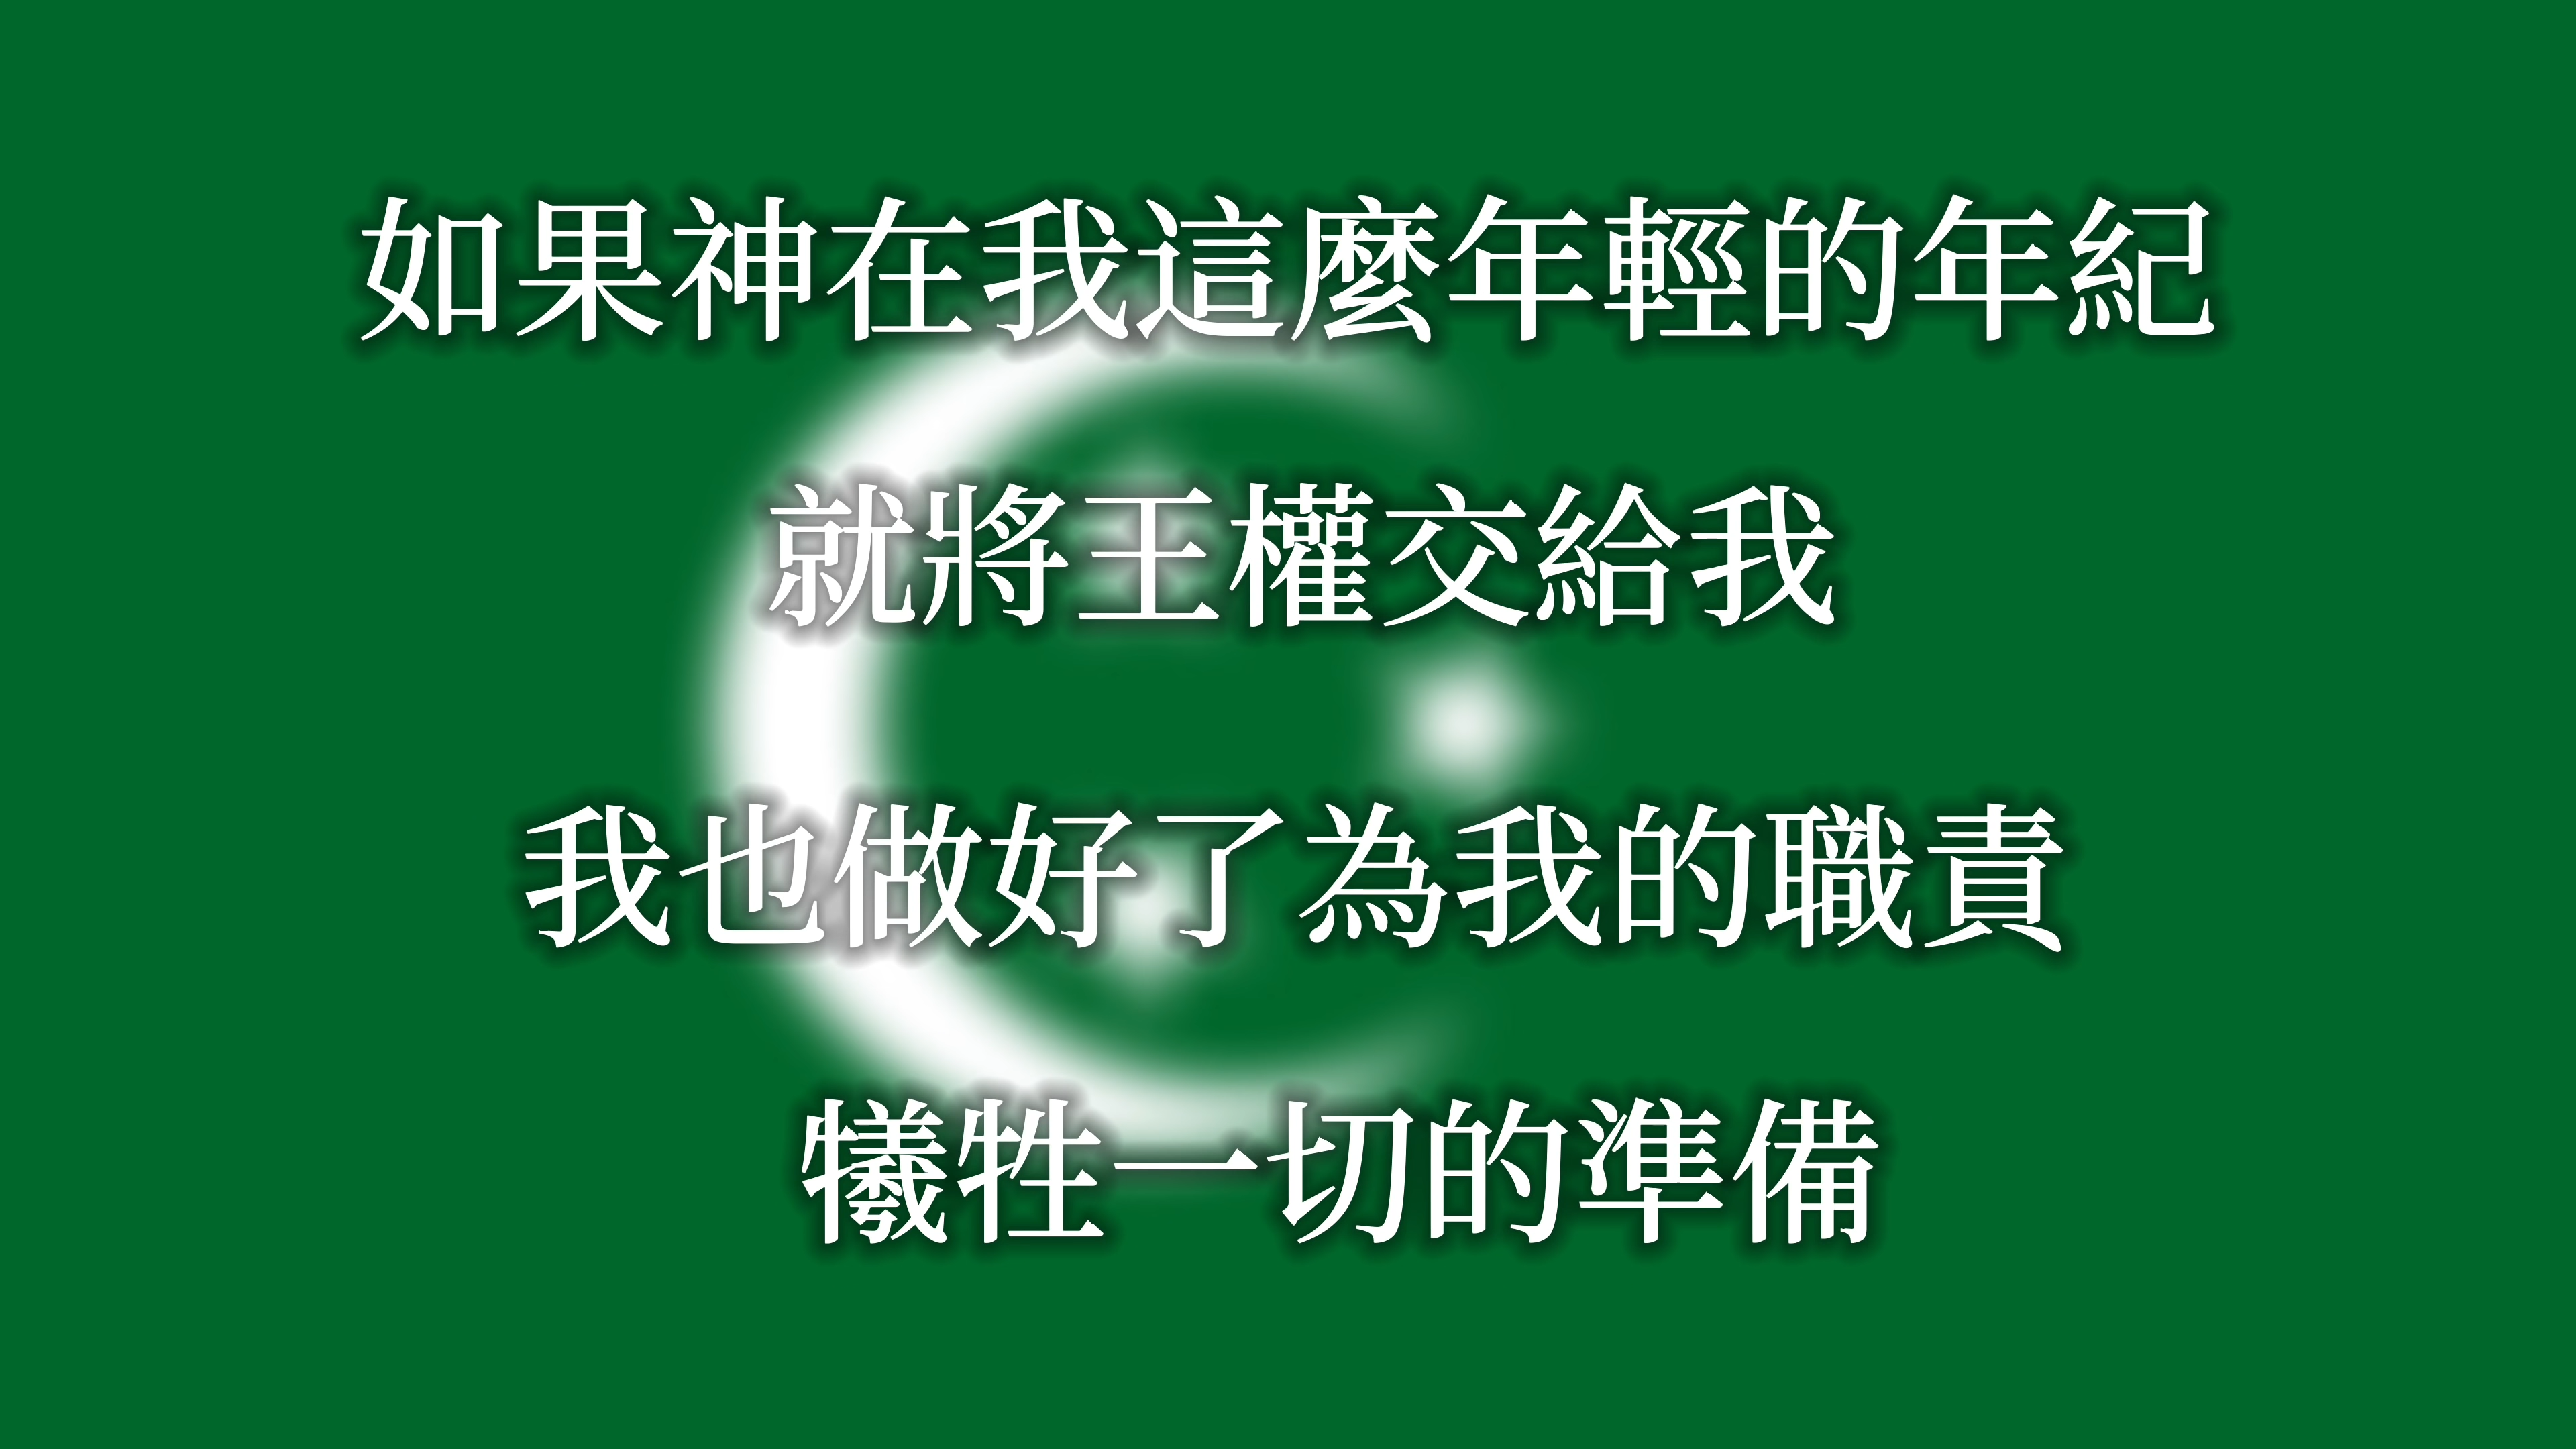 如果神在我這麼年輕的年紀
就將王權交給我
我也做好了為我的職責
犧牲一切的準備